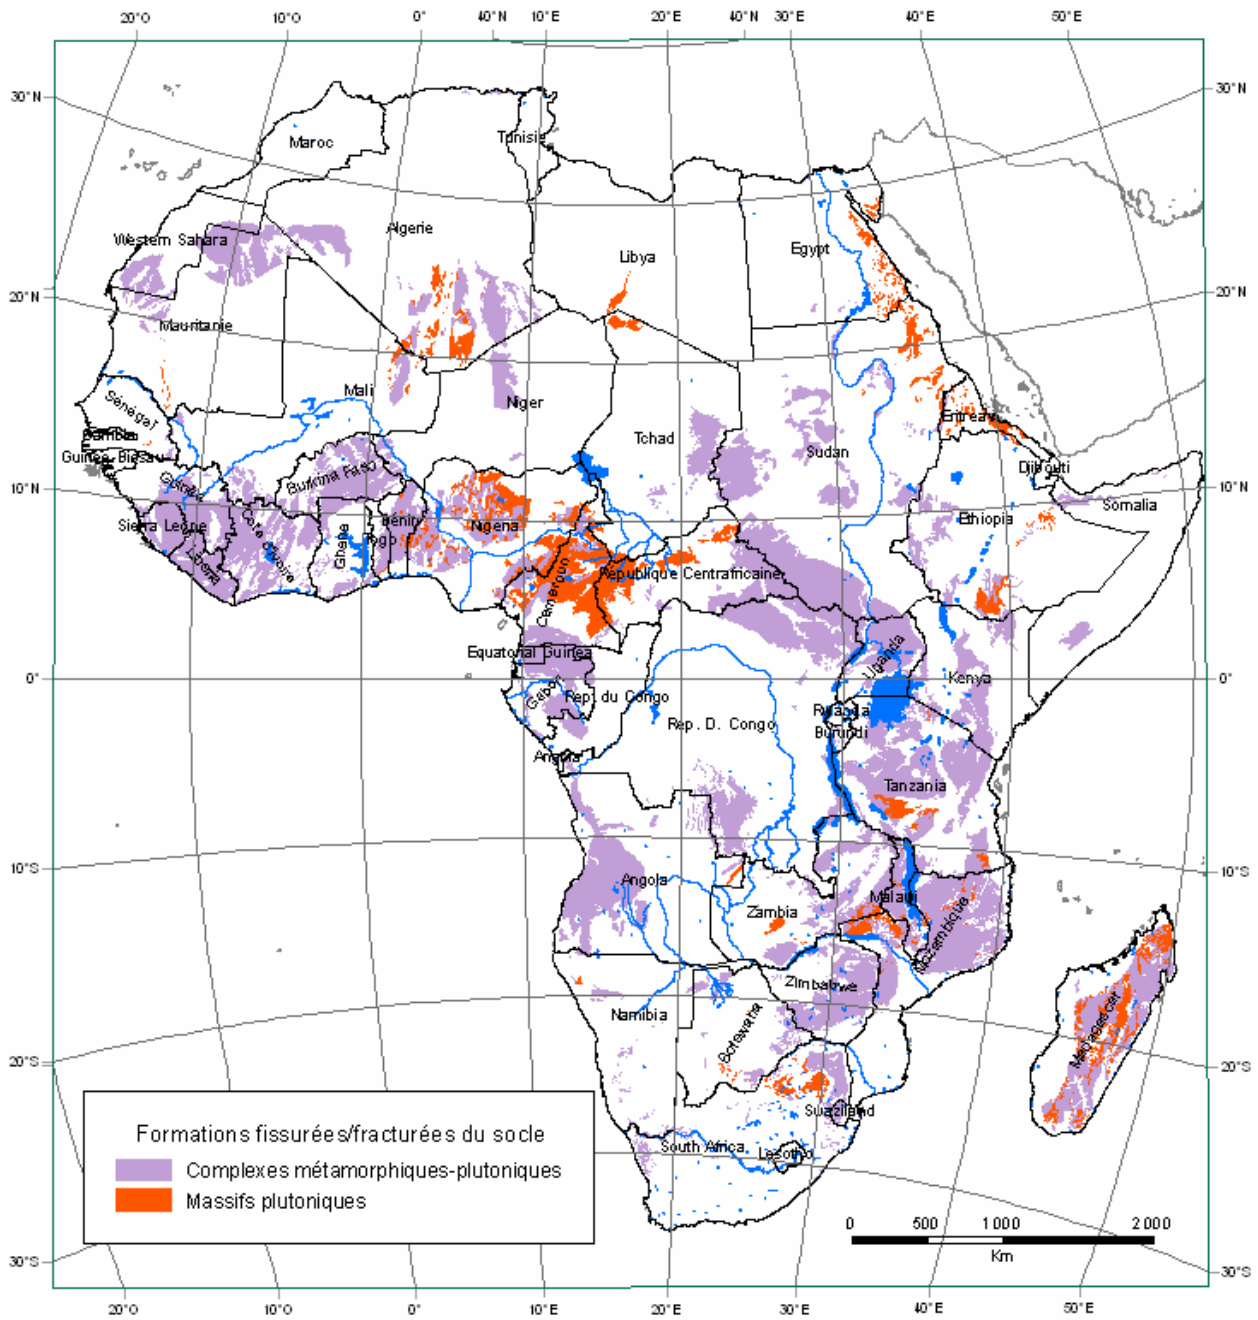 20°O 10°O 0° 40°N 10°E 20°E 40°N 30°E 40°E 50°E
30°N 30°N
Maroc Tunisie
Western Sahara Algerie Libya Egypt
20°N 20°N
Mauritanie
Mali Niger Tchad Sudan Eritrea
Sénégal
Gambia
Guinea Bissau Djibouti
10°N 10°N
Guinée Burkina Faso Somalia
Sierra Leone Liberia Côte d'Ivoire Ghana Togo Bénin Nigeria Ethiopia
Cameroun République Centrafricaine
Equatorial Guinea Uganda
0° Gabon Rep. du Congo Kenya 0°
Rep. D. Congo Rwanda
Burundi
Angola
Tanzania
10°S 10°S
Angola Zambia Malaui Mozambique
Zimbabwe
Namibia Botswana Madagascar
20°S 20°S
Swaziland
South Africa Lesotho
Formations fissurées/fracturées du socle
Complexes métamorphiques-plutoniques
Massifs plutoniques
0 500 1 000 2 000
Km
30°S 30°S
20°O 10°O 0° 10°E 20°E 30°E 40°E 50°E